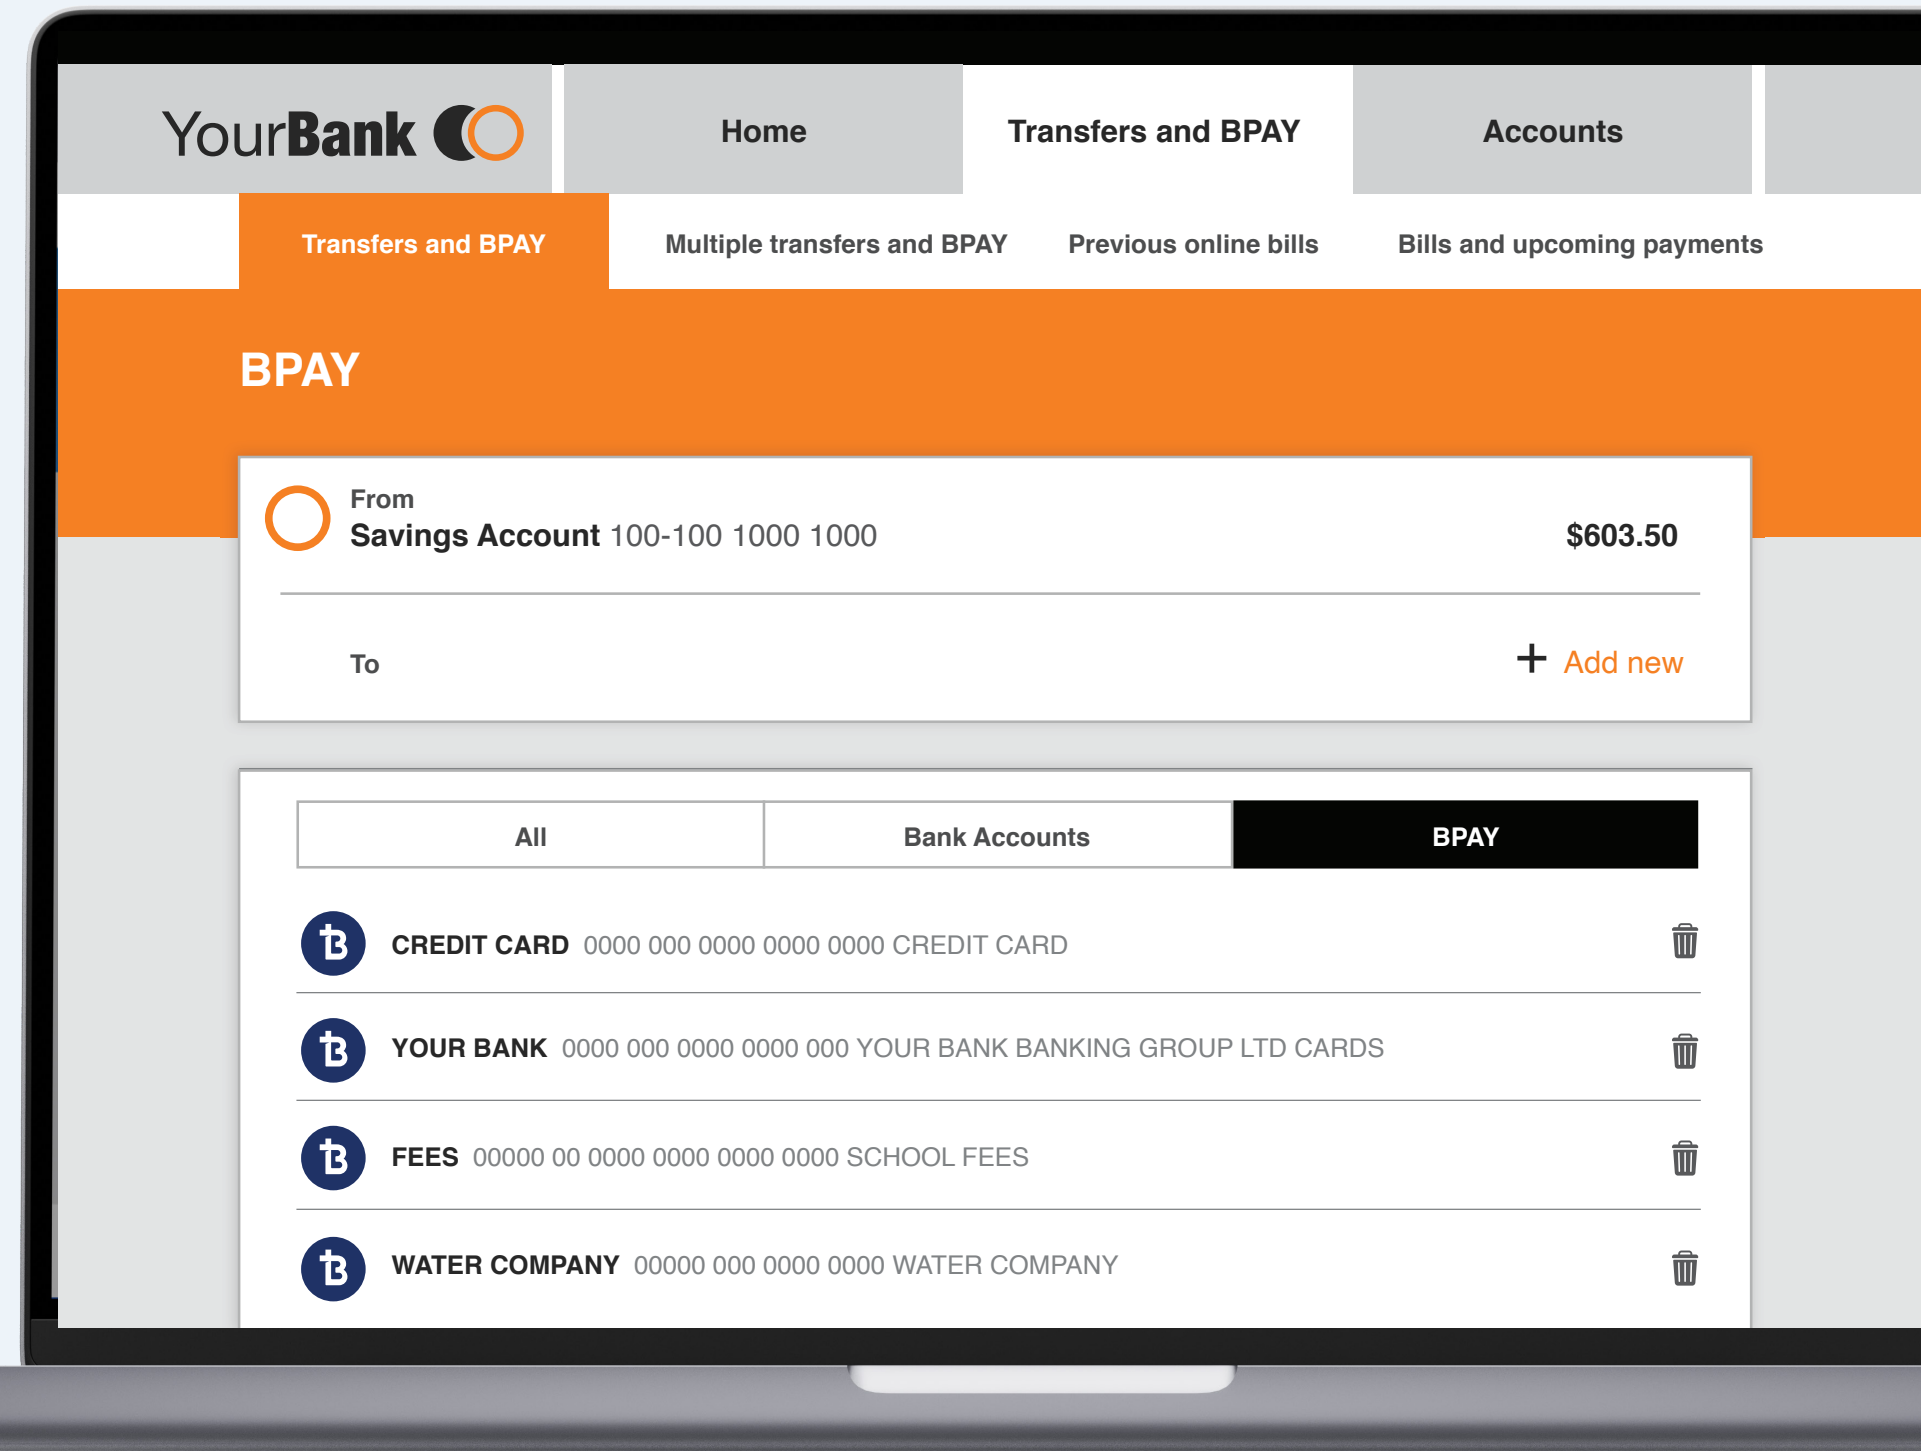 YourBank
Home
Transfers and BPAY
Accounts
Transfers and BPAY
Multiple transfers and BPAY
Previous online bills
Bills and upcoming payments
BPAY
From
Savings Account 100-100 1000 1000
$603.50
To
+ Add new
All
Bank Accounts
BPAY
B CREDIT CARD 0000 000 0000 0000 0000 CREDIT CARD
B YOUR BANK 0000 000 0000 0000 000 YOUR BANK BANKING GROUP LTD CARDS
B FEES 00000 00 0000 0000 0000 0000 SCHOOL FEES
B WATER COMPANY 00000 000 0000 0000 WATER COMPANY